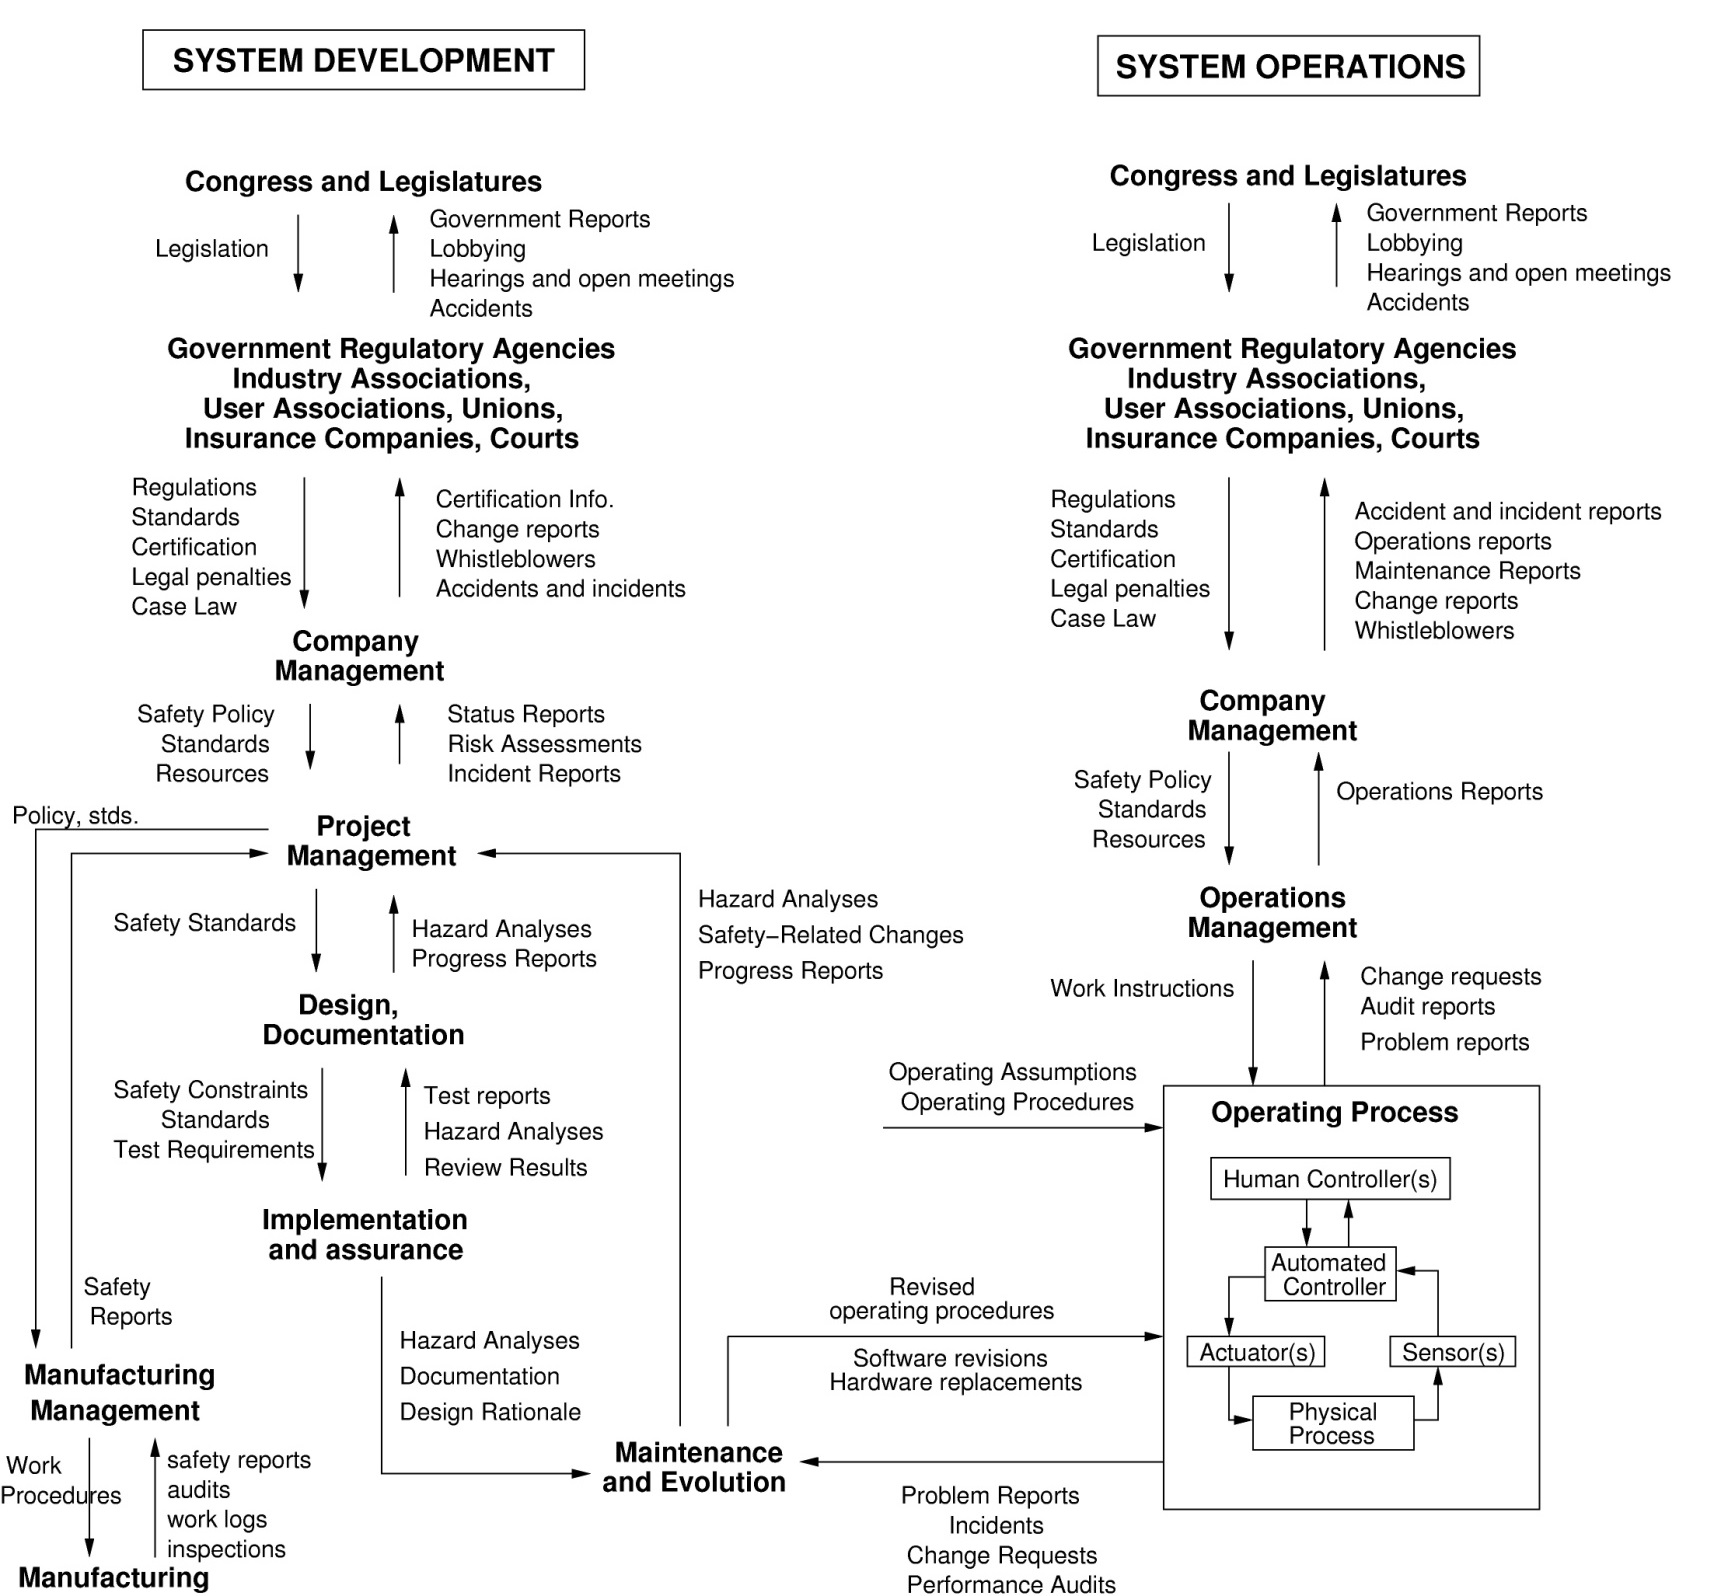 SYSTEM DEVELOPMENT
Congress and Legislatures
Legislation
Government Reports
Lobbying
Hearings and open meetings
Accidents
Government Regulatory Agencies
Industry Associations,
User Associations, Unions,
Insurance Companies, Courts
Regulations
Standards
Certification
Legal penalties
Case Law
Certification Info.
Change reports
Whistleblowers
Accidents and incidents
Company
Management
Safety Policy
Standards
Resources
Status Reports
Risk Assessments
Incident Reports
Policy, stds.
Project
Management
Safety Standards
Hazard Analyses
Progress Reports
Hazard Analyses
Safety–Related Changes
Progress Reports
Design,
Documentation
Safety Constraints
Standards
Test Requirements
Test reports
Hazard Analyses
Review Results
Implementation
and assurance
Safety
Reports
Hazard Analyses
Documentation
Design Rationale
Manufacturing
Management
Work
Procedures
safety reports
audits
work logs
inspections
Manufacturing
Maintenance
and Evolution
SYSTEM OPERATIONS
Congress and Legislatures
Legislation
Government Reports
Lobbying
Hearings and open meetings
Accidents
Government Regulatory Agencies
Industry Associations,
User Associations, Unions,
Insurance Companies, Courts
Regulations
Standards
Certification
Legal penalties
Case Law
Accident and incident reports
Operations reports
Maintenance Reports
Change reports
Whistleblowers
Company
Management
Safety Policy
Standards
Resources
Operations Reports
Operations
Management
Work Instructions
Change requests
Audit reports
Problem reports
Operating Assumptions
Operating Procedures
Operating Process
Human Controller(s)
Automated
Controller
Actuator(s)
Sensor(s)
Physical
Process
Revised
operating procedures
Software revisions
Hardware replacements
Problem Reports
Incidents
Change Requests
Performance Audits